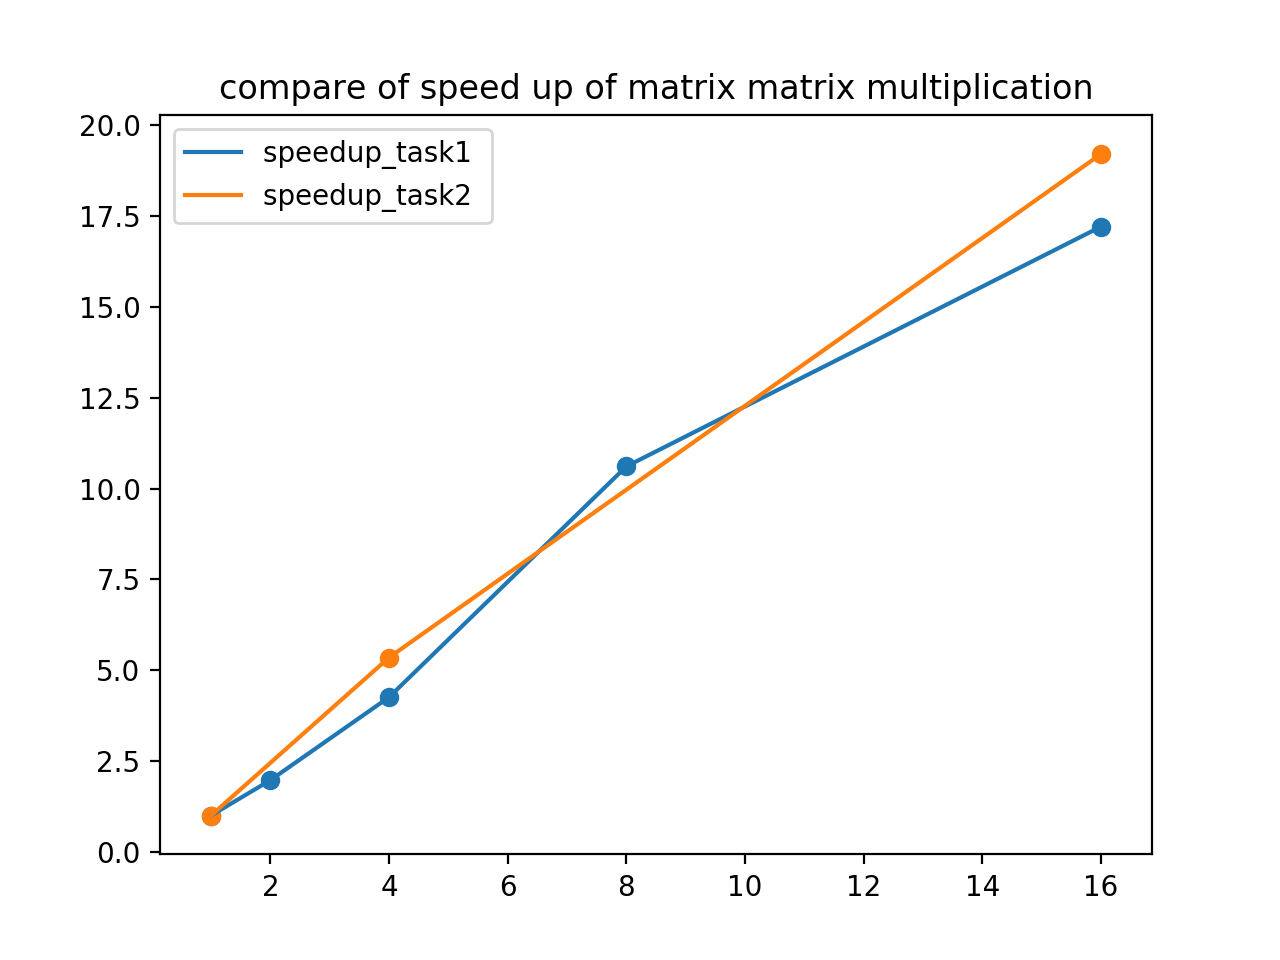 compare of speed up of matrix matrix multiplication
speedup_task1
speedup_task2
20.0
17.5
15.0
12.5
10.0
7.5
5.0
2.5
0.0
2 4 6 8 10 12 14 16